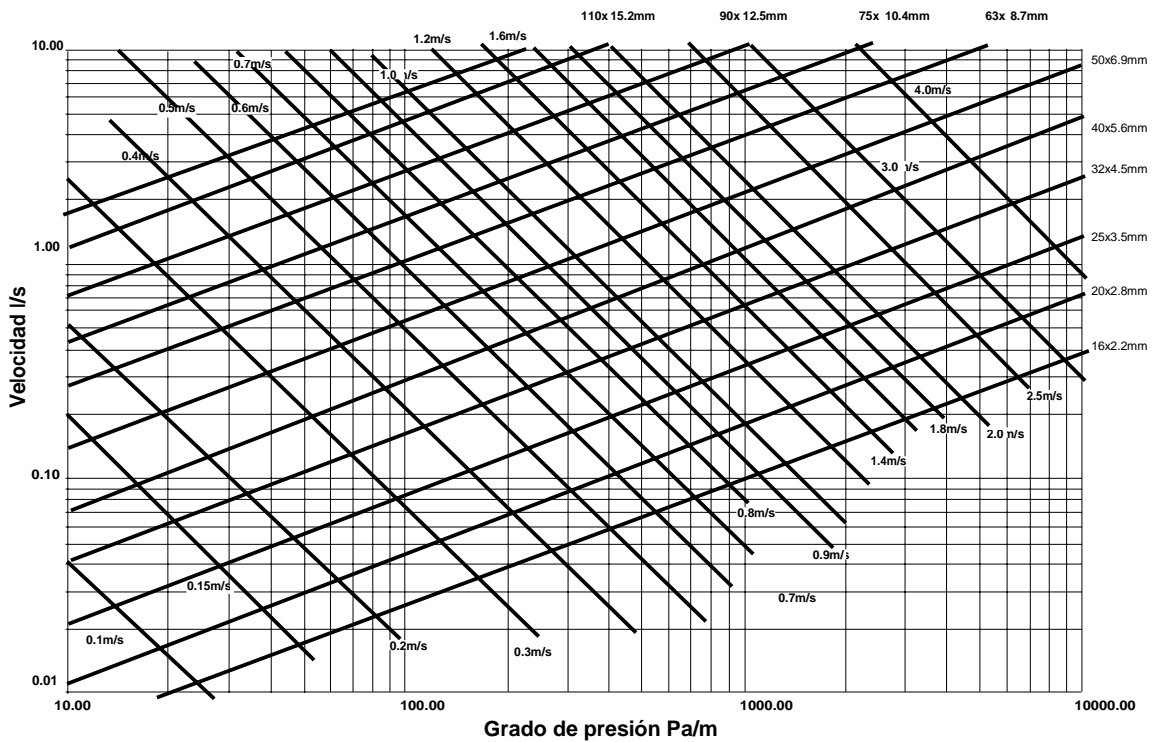 110x 15.2mm 90x 12.5mm 75x 10.4mm 63x 8.7mm
1.2m/s 1.6m/s
10.00
50x6.9mm
0.7m/s
4.0m/s
0.5m/s 0.6m/s
40x5.6mm
0.4m/s
3.0
32x4.5mm
25x3.5mm
1.00
20x2.8mm
16x2.2mm
Velocidad l/s
2.5m/s
1.8m/s
1.4m/s
0.10
0.8m/s
0.15m/s
0.7m/s
0.1m/s
0.2m/s
0.3m/s
0.01
10.00 100.00 1000.00 10000.00
Grado de presión Pa/m